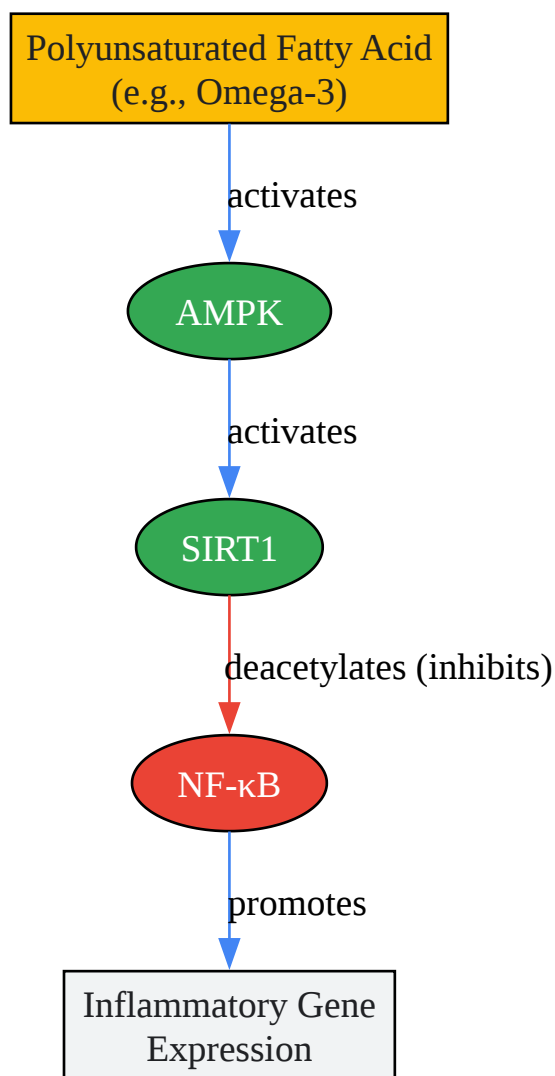 Polyunsaturated Fatty Acid
(e.g., Omega-3)
activates
AMPK
activates
SIRT1
deacetylates (inhibits)
NF-κB
promotes
Inflammatory Gene
Expression